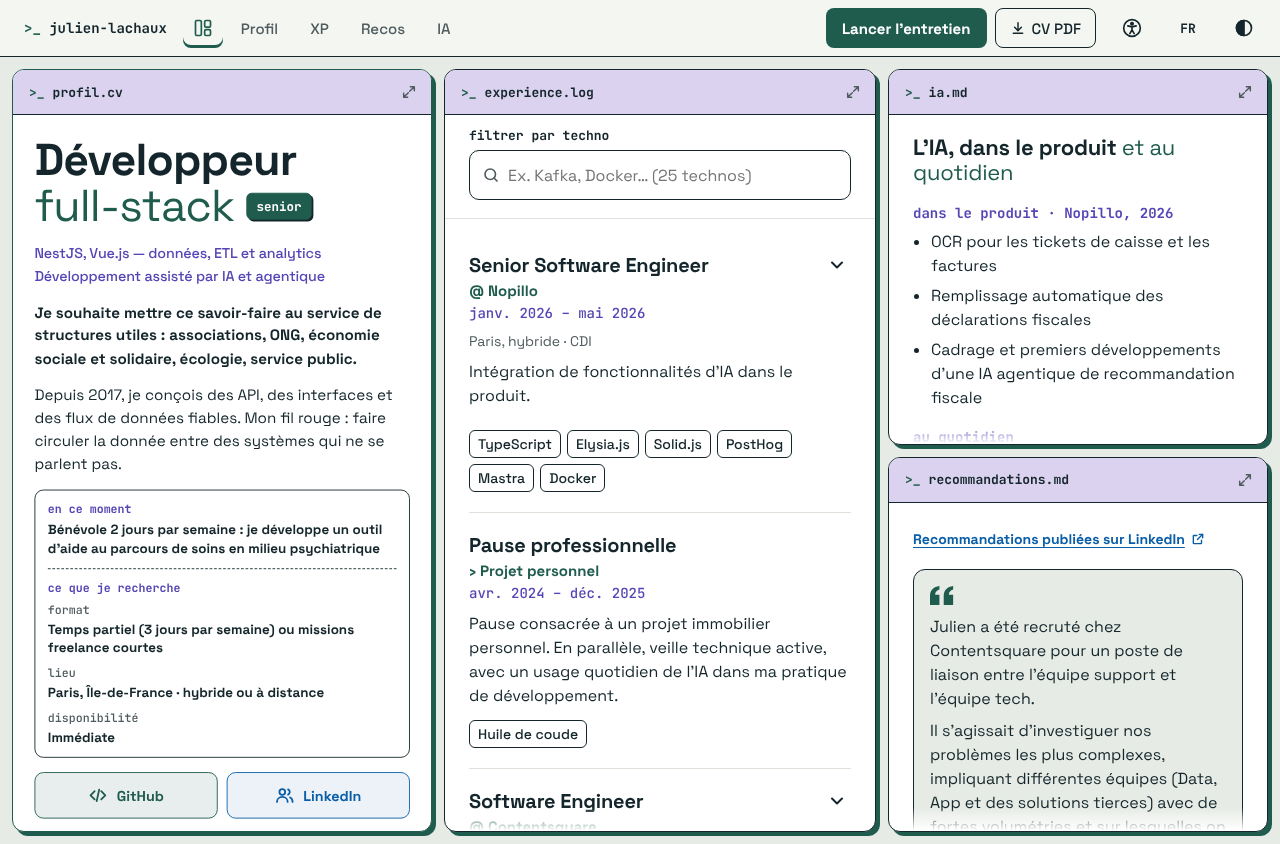 >_ julien-lachaux
Profil
XP
Recos
IA
Lancer l'entretien
CV PDF
FR
>_ profil.cv
Développeur
full-stack senior
NestJS, Vue.js — données, ETL et analytics
Développement assisté par IA et agentique
Je souhaite mettre ce savoir-faire au service de
structures utiles : associations, ONG, économie
sociale et solidaire, écologie, service public.
Depuis 2017, je conçois des API, des interfaces et
des flux de données fiables. Mon fil rouge : faire
circuler la donnée entre des systèmes qui ne se
parlent pas.
en ce moment
Bénévole 2 jours par semaine : je développe un outil
d'aide au parcours de soins en milieu psychiatrique
ce que je recherche
format
Temps partiel (3 jours par semaine) ou missions
freelance courtes
lieu
Paris, Île-de-France · hybride ou à distance
disponibilité
Immédiate
GitHub
LinkedIn
>_ experience.log
filtrer par techno
Ex. Kafka, Docker… (25 technos)
Senior Software Engineer
@ Nopillo
janv. 2026 – mai 2026
Paris, hybride · CDI
Intégration de fonctionnalités d'IA dans le
produit.
TypeScript Elysia.js Solid.js PostHog
Mastra Docker
Pause professionnelle
> Projet personnel
avr. 2024 – déc. 2025
Pause consacrée à un projet immobilier
personnel. En parallèle, veille technique active,
avec un usage quotidien de l'IA dans ma pratique
de développement.
Huile de coude
Software Engineer
@ Contentsquare
>_ ia.md
L'IA, dans le produit et au
quotidien
dans le produit · Nopillo, 2026
• OCR pour les tickets de caisse et les
factures
• Remplissage automatique des
déclarations fiscales
• Cadrage et premiers développements
d'une IA agentique de recommandation
fiscale
au quotidien
>_ recommandations.md
Recommandations publiées sur LinkedIn
Julien a été recruté chez
Contentsquare pour un poste de
liaison entre l'équipe support et
l'équipe tech.
Il s'agissait d'investiguer nos
problèmes les plus complexes,
impliquant différentes équipes (Data,
App et des solutions tierces) avec de
fortes volumétries et sur lesquelles on